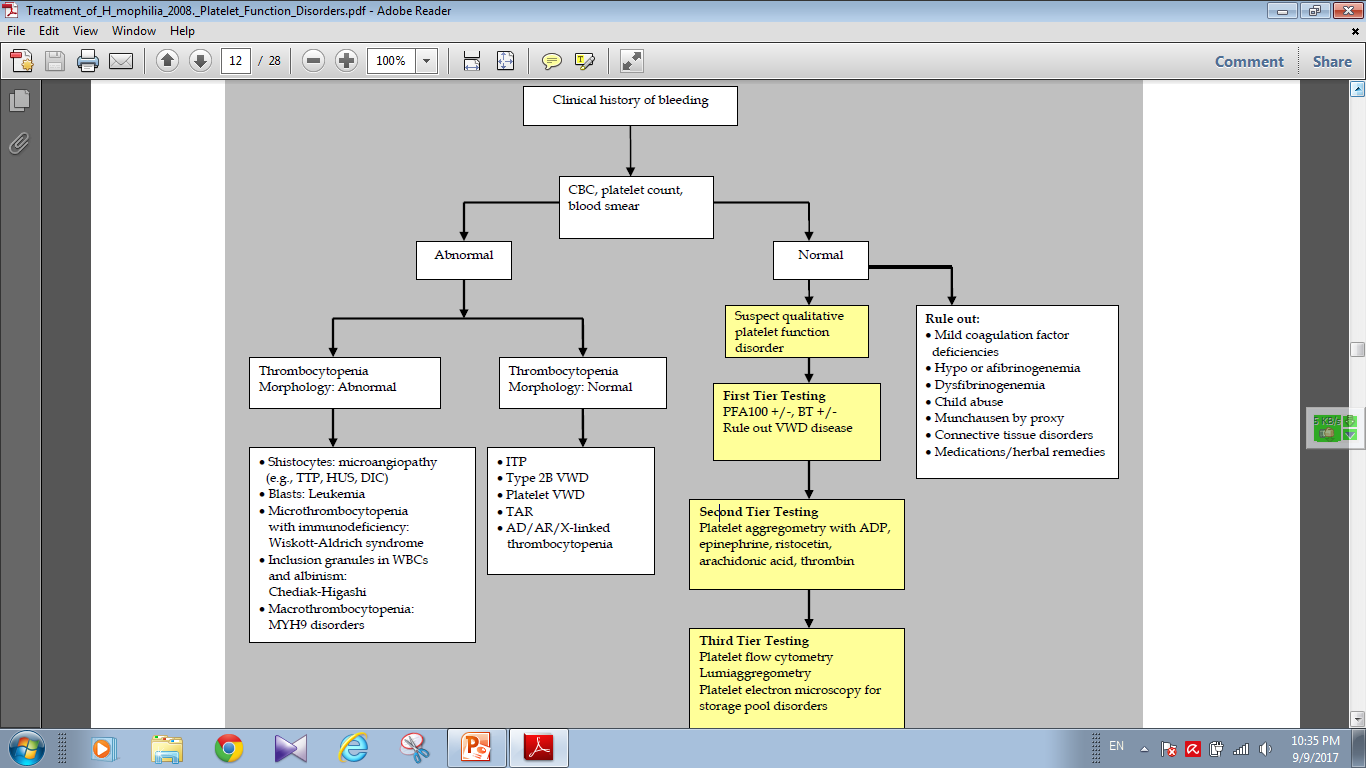 Treatment_of_H_mophilia_2008._Platelet_Function_Disorders.pdf - Adobe Reader
File Edit View Window Help
12 / 28 100% Comment Share
Clinical history of bleeding
CBC, platelet count,
blood smear
Abnormal
Normal
Thrombocytopenia
Morphology: Abnormal
Thrombocytopenia
Morphology: Normal
Suspect qualitative
platelet function
disorder
Rule out:
• Mild coagulation factor
deficiencies
• Hypo or afibrinogenemia
• Dysfibrinogenemia
• Child abuse
• Munchausen by proxy
• Connective tissue disorders
• Medications/herbal remedies
First Tier Testing
PFA100 +/-, BT +/-
Rule out VWD disease
• Shistocytes: microangiopathy
(e.g., TTP, HUS, DIC)
• Blasts: Leukemia
• Microthrombocytopenia
with immunodeficiency:
Wiskott-Aldrich syndrome
• Inclusion granules in WBCs
and albinism:
Chediak-Higashi
• Macrothrombocytopenia:
MYH9 disorders
• ITP
• Type 2B VWD
• Platelet VWD
• TAR
• AD/AR/X-linked
thrombocytopenia
Second Tier Testing
Platelet aggregometry with ADP,
epinephrine, ristocetin,
arachidonic acid, thrombin
Third Tier Testing
Platelet flow cytometry
Lumiaggregometry
Platelet electron microscopy for
storage pool disorders
EN
10:35 PM
9/9/2017